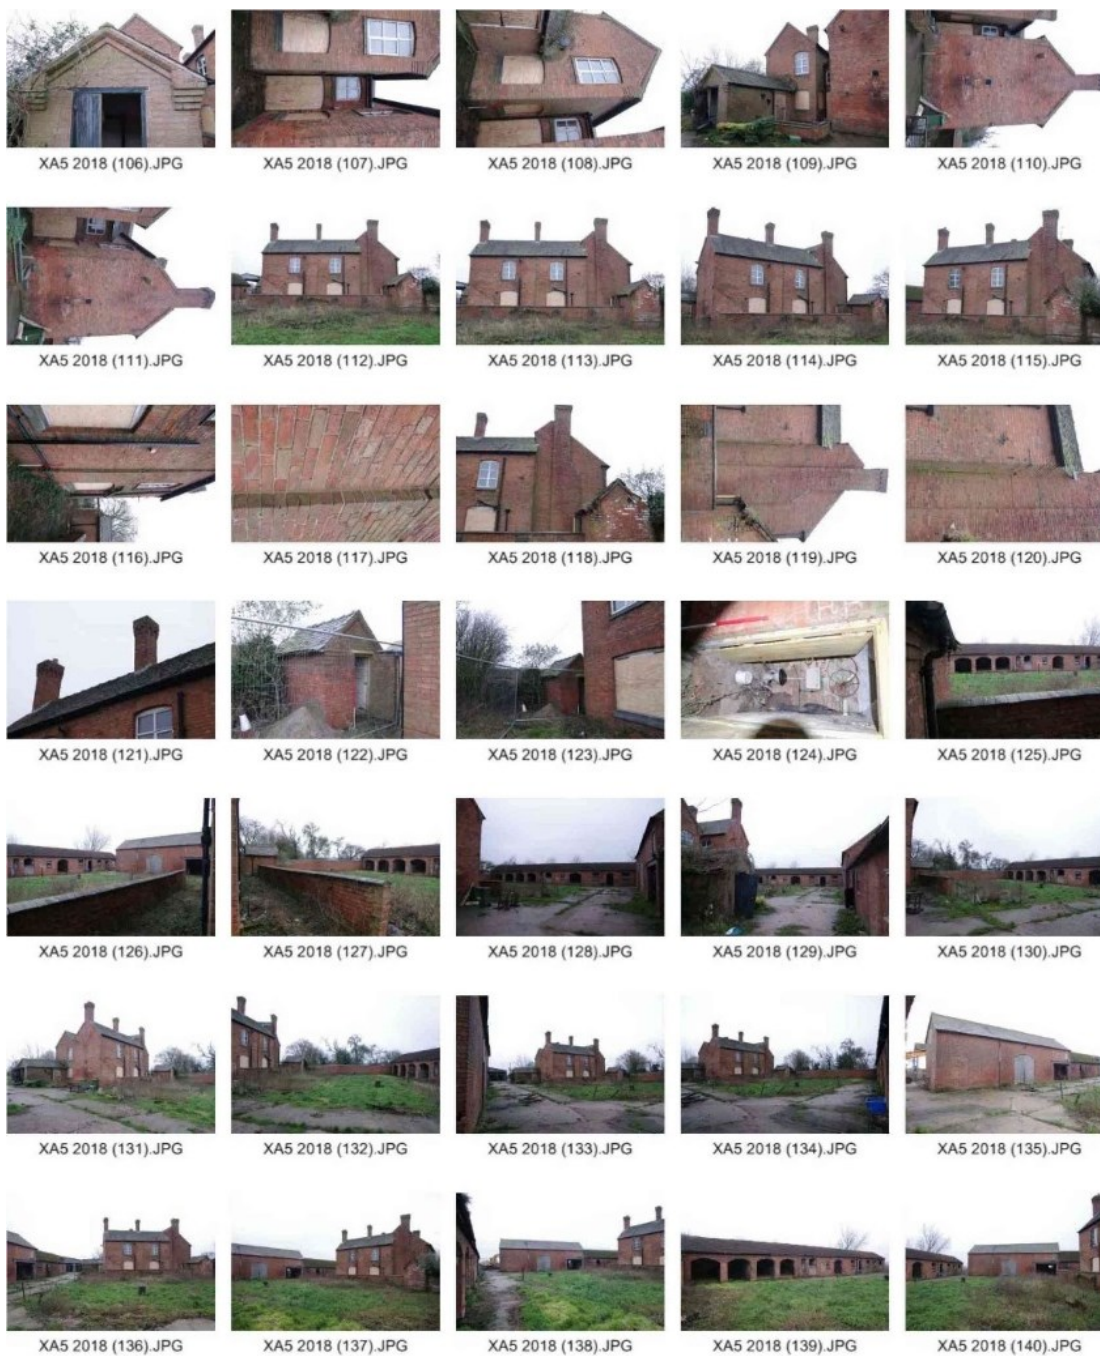 XA5 2018 (106).JPG XA5 2018 (107).JPG XA5 2018 (108).JPG XA5 2018 (109).JPG XA5 2018 (110).JPG
XA5 2018 (111).JPG XA5 2018 (112).JPG XA5 2018 (113).JPG XA5 2018 (114).JPG XA5 2018 (115).JPG
XA5 2018 (116).JPG XA5 2018 (117).JPG XA5 2018 (118).JPG XA5 2018 (119).JPG XA5 2018 (120).JPG
XA5 2018 (121).JPG XA5 2018 (122).JPG XA5 2018 (123).JPG XA5 2018 (124).JPG XA5 2018 (125).JPG
XA5 2018 (126).JPG XA5 2018 (127).JPG XA5 2018 (128).JPG XA5 2018 (129).JPG XA5 2018 (130).JPG
XA5 2018 (131).JPG XA5 2018 (132).JPG XA5 2018 (133).JPG XA5 2018 (134).JPG XA5 2018 (135).JPG
XA5 2018 (136).JPG XA5 2018 (137).JPG XA5 2018 (138).JPG XA5 2018 (139).JPG XA5 2018 (140).JPG